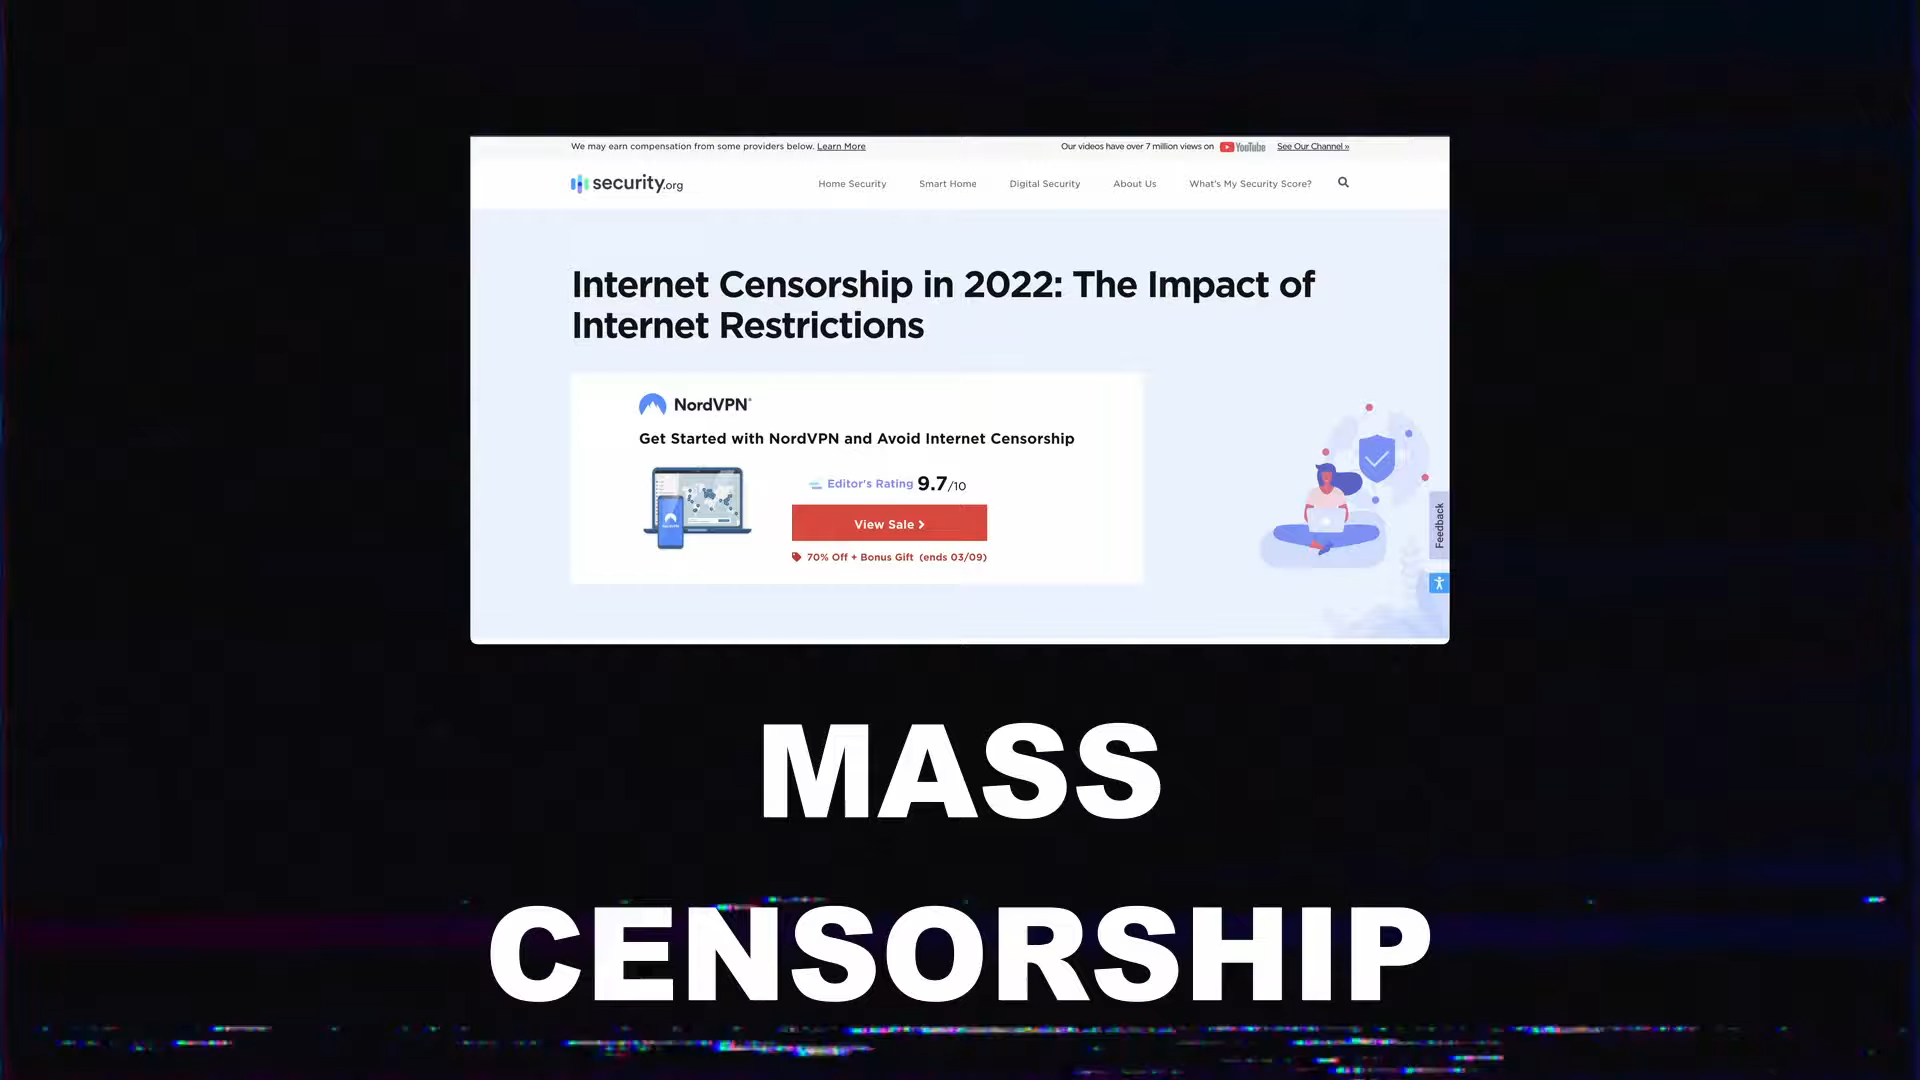 We may earn compensation from some providers below. Learn More
Our videos have over 7 million views on YouTube See Our Channel »
security.org
Home Security Smart Home Digital Security About Us What's My Security Score?
Internet Censorship in 2022: The Impact of
Internet Restrictions
NordVPN®
Get Started with NordVPN and Avoid Internet Censorship
Editor's Rating 9.7/10
View Sale >
70% Off + Bonus Gift (ends 03/09)
Feedback
MASS
CENSORSHIP